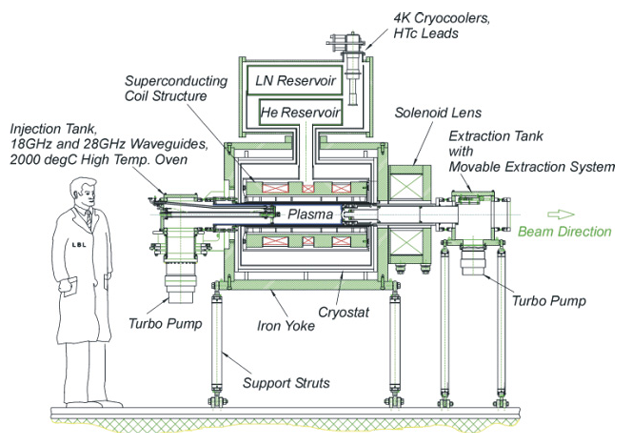 4K Cryocoolers,
HTc Leads
Superconducting
Coil Structure
LN Reservoir
He Reservoir
Solenoid Lens
Injection Tank,
18GHz and 28GHz Waveguides,
2000 degC High Temp. Oven
Extraction Tank
with
Movable Extraction System
Plasma
LBL
Beam Direction
Turbo Pump
Cryostat
Iron Yoke
Turbo Pump
Support Struts